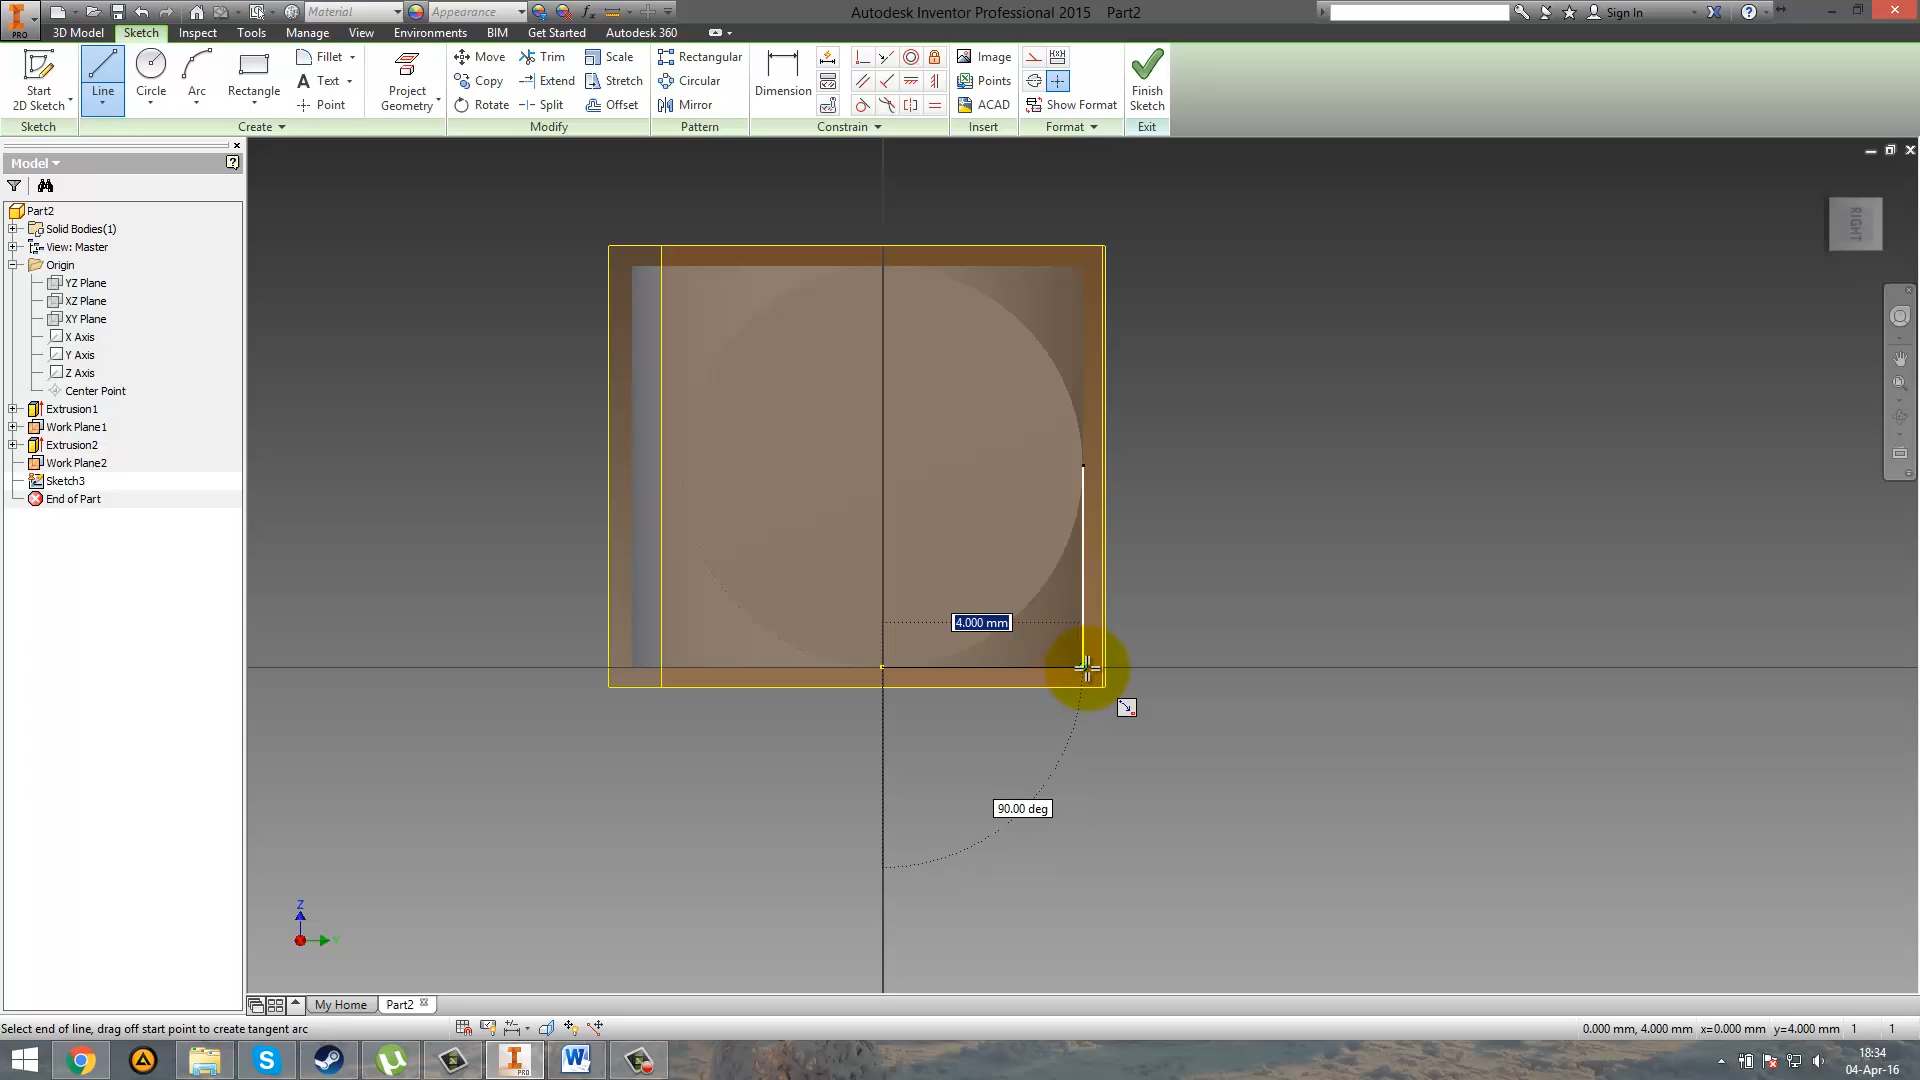 Material
Appearance
Autodesk Inventor Professional 2015 Part2
Sign In
PRO
3D Model Sketch Inspect Tools Manage View Environments BIM Get Started Autodesk 360
Start
2D Sketch
Line
Circle
Arc
Rectangle
Fillet
Text
Point
Project
Geometry
Move
Copy
Rotate
Trim
Extend
Split
Scale
Stretch
Offset
Rectangular
Circular
Mirror
Dimension
Image
Points
ACAD
Show Format
Finish
Sketch
Sketch Create Modify Pattern Constrain Insert Format Exit
Model
Part2
Solid Bodies(1)
View: Master
Origin
YZ Plane
XZ Plane
XY Plane
X Axis
Y Axis
Z Axis
Center Point
Extrusion1
Work Plane1
Extrusion2
Work Plane2
Sketch3
End of Part
RIGHT
4.000 mm
90.00 deg
Z
Y
My Home Part2
Select end of line, drag off start point to create tangent arc
0.000 mm, 4.000 mm x=0.000 mm y=4.000 mm 1 1
PRO
18:34
04-Apr-16